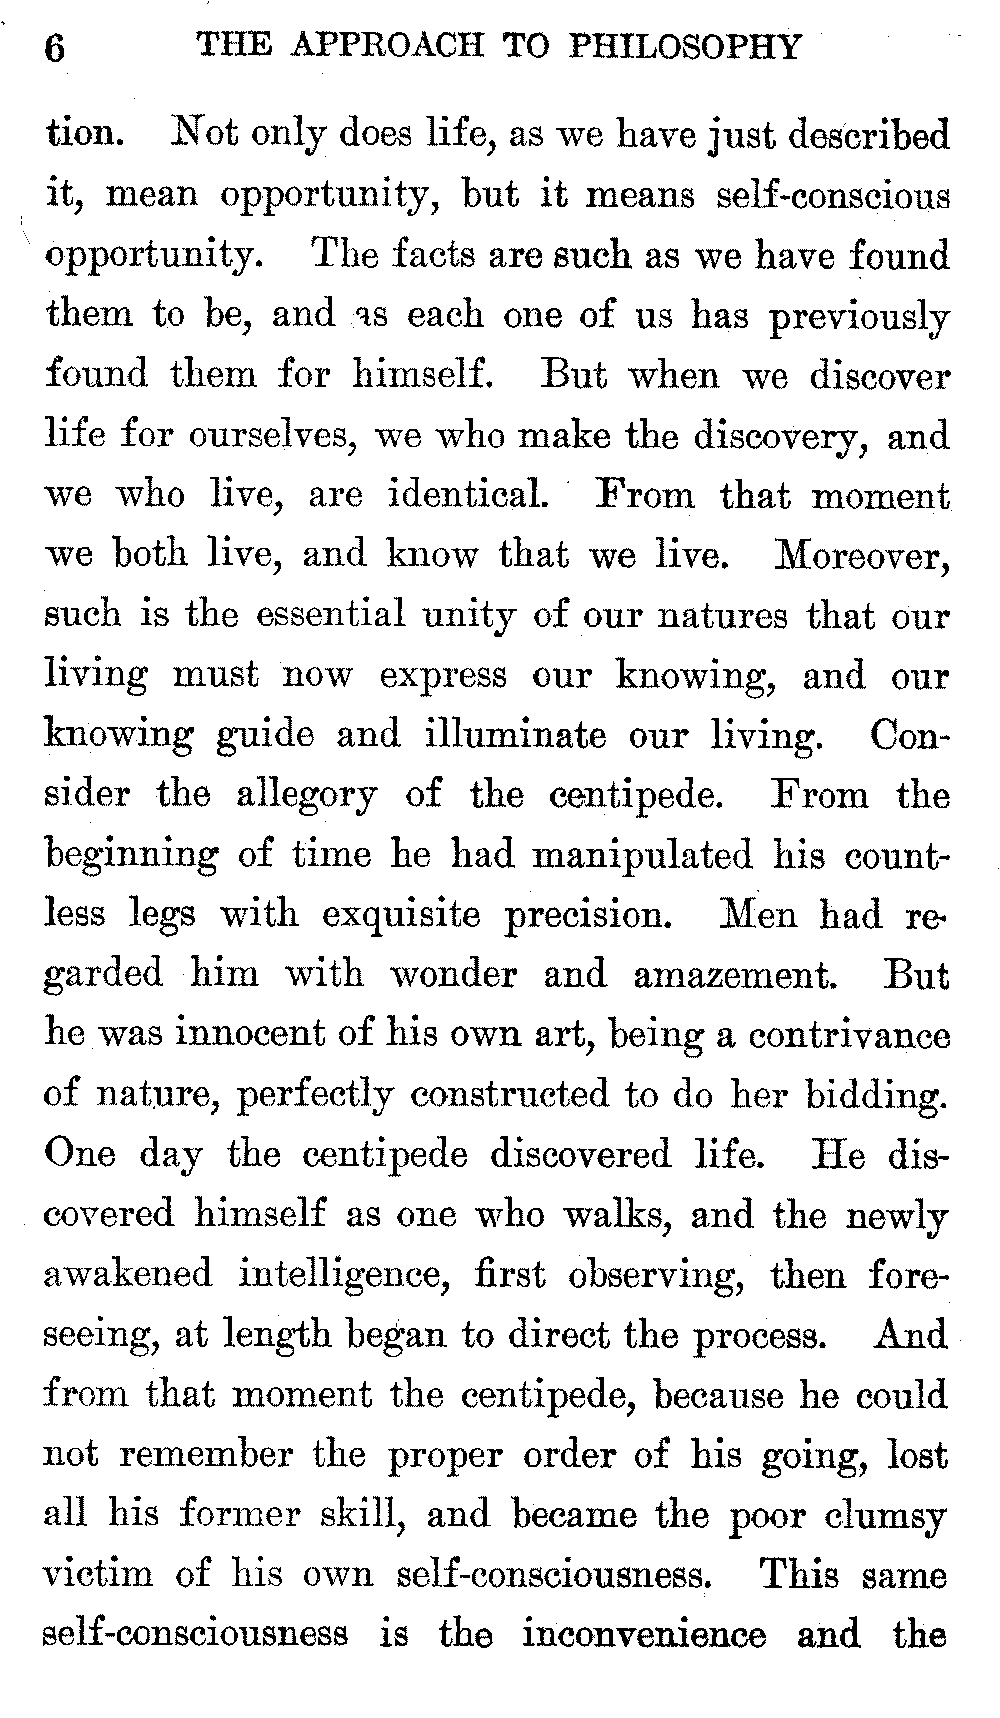 6 THE APPROACH TO PHILOSOPHY
tion. Not only does life, as we have just described
it, mean opportunity, but it means self-conscious
opportunity. The facts are such as we have found
them to be, and as each one of us has previously
found them for himself. But when we discover
life for ourselves, we who make the discovery, and
we who live, are identical. From that moment
we both live, and know that we live. Moreover,
such is the essential unity of our natures that our
living must now express our knowing, and our
knowing guide and illuminate our living. Con-
sider the allegory of the centipede. From the
beginning of time he had manipulated his count-
less legs with exquisite precision. Men had re-
garded him with wonder and amazement. But
he was innocent of his own art, being a contrivance
of nature, perfectly constructed to do her bidding.
One day the centipede discovered life. He dis-
covered himself as one who walks, and the newly
awakened intelligence, first observing, then fore-
seeing, at length began to direct the process. And
from that moment the centipede, because he could
not remember the proper order of his going, lost
all his former skill, and became the poor clumsy
victim of his own self-consciousness. This same
self-consciousness is the inconvenience and the